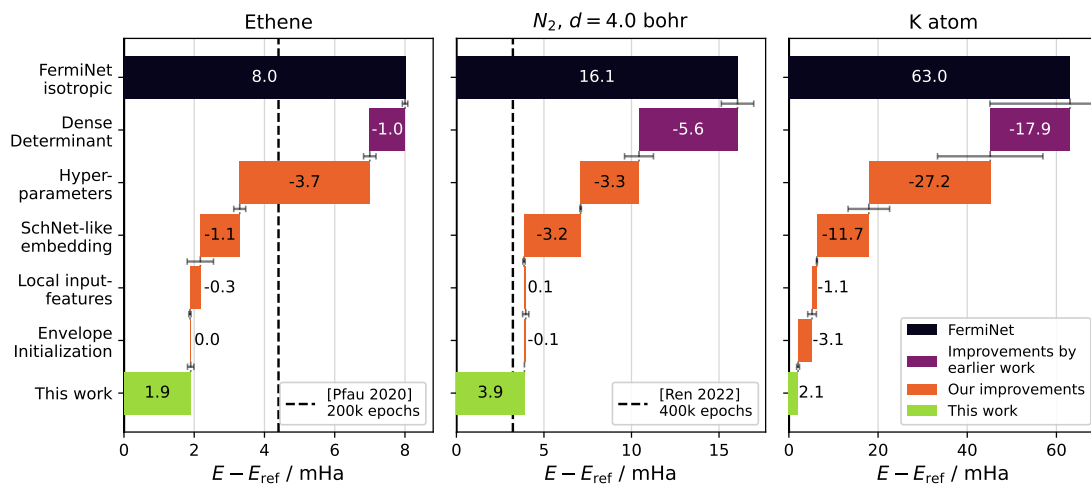 Ethene
N₂, d = 4.0 bohr
K atom
FermiNet
isotropic
Dense
Determinant
Hyper-
parameters
SchNet-like
embedding
Local input-
features
Envelope
Initialization
This work
8.0
-1.0
-3.7
-1.1
-0.3
0.0
1.9
[Pfau 2020]
200k epochs
0
2
4
6
8
E − E_ref / mHa
16.1
-5.6
-3.3
-3.2
0.1
-0.1
3.9
[Ren 2022]
400k epochs
0
5
10
15
E − E_ref / mHa
63.0
-17.9
-27.2
-11.7
-1.1
-3.1
2.1
FermiNet
Improvements by
earlier work
Our improvements
This work
0
20
40
60
E − E_ref / mHa